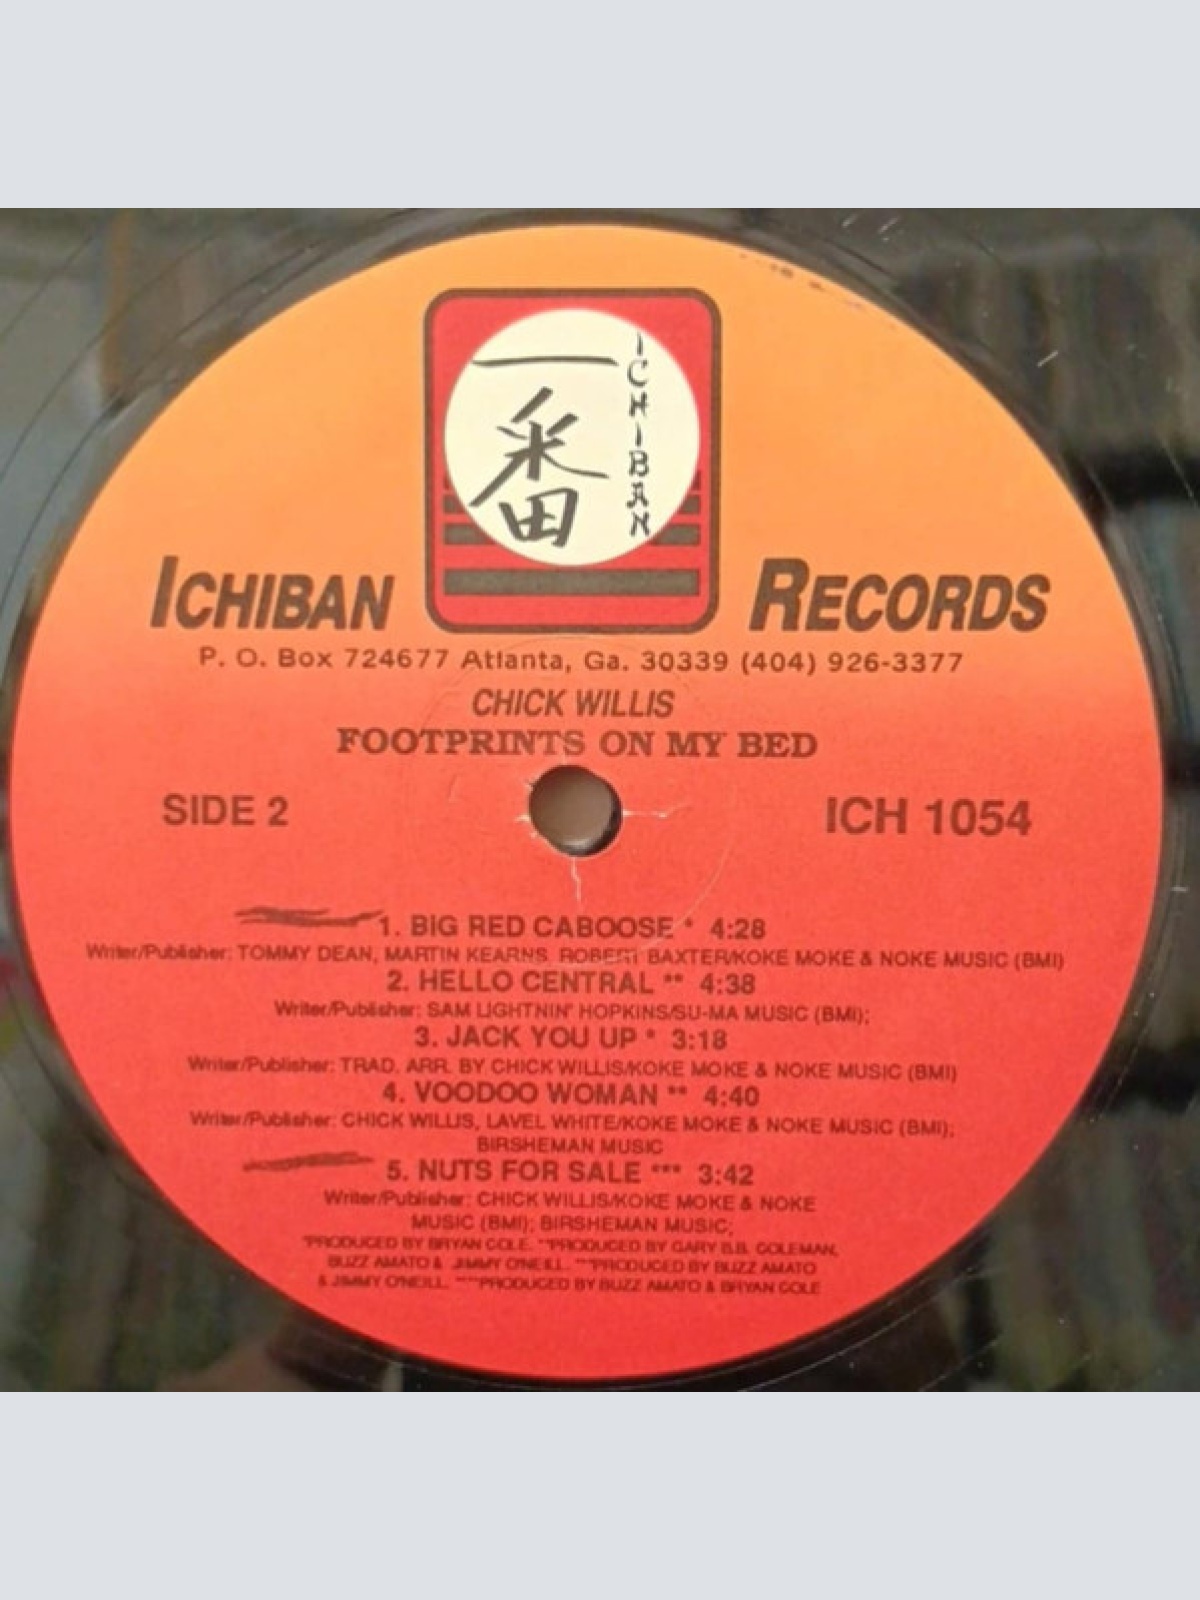 一番
ICHIBAN
ICHIBAN RECORDS
P. O. Box 724677 Atlanta, Ga. 30339 (404) 926-3377
CHICK WILLIS
FOOTPRINTS ON MY BED
SIDE 2 ICH 1054
1. BIG RED CABOOSE * 4:28
Writer/Publisher: TOMMY DEAN, MARTIN KEARNS, ROBERT BAXTER/KOKE MOKE & NOKE MUSIC (BMI)
2. HELLO CENTRAL ** 4:38
Writer/Publisher: SAM LIGHTNIN' HOPKINS/SU-MA MUSIC (BMI);
3. JACK YOU UP * 3:18
Writer/Publisher: TRAD. ARR. BY CHICK WILLIS/KOKE MOKE & NOKE MUSIC (BMI)
4. VOODOO WOMAN ** 4:40
Writer/Publisher: CHICK WILLIS, LAVEL WHITE/KOKE MOKE & NOKE MUSIC (BMI);
BIRSHEMAN MUSIC
5. NUTS FOR SALE *** 3:42
Writer/Publisher: CHICK WILLIS/KOKE MOKE & NOKE
MUSIC (BMI); BIRSHEMAN MUSIC;
*PRODUCED BY BRYAN COLE. **PRODUCED BY GARY B.B. COLEMAN,
BUZZ AMATO & JIMMY O'NEILL. ***PRODUCED BY BUZZ AMATO
& JIMMY O'NEILL. ****PRODUCED BY BUZZ AMATO & BRYAN COLE